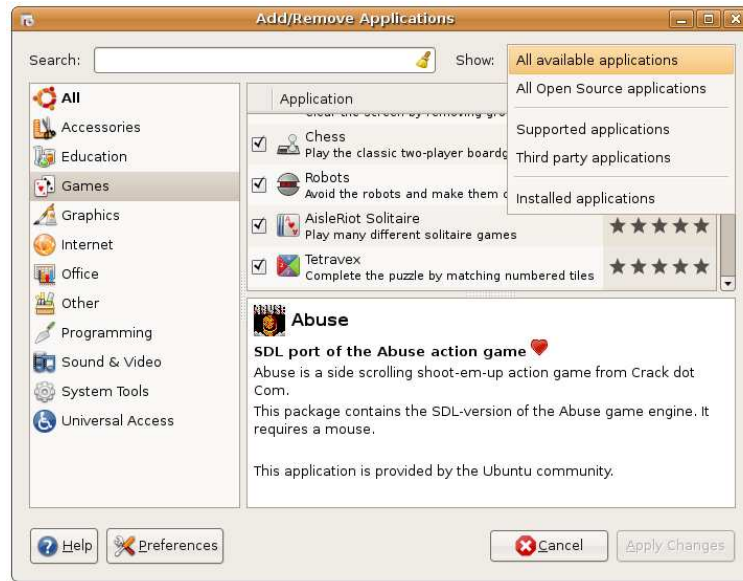 Add/Remove Applications
Search:
Show:
All available applications
All Open Source applications
Supported applications
Third party applications
Installed applications
All
Accessories
Education
Games
Graphics
Internet
Office
Other
Programming
Sound & Video
System Tools
Universal Access
Application
Clear the screen by removing
Chess
Play the classic two-player
Robots
Avoid the robots and make them
AisleRiot Solitaire
Play many different solitaire games
Tetravex
Complete the puzzle by matching numbered tiles
Abuse
SDL port of the Abuse action game
Abuse is a side scrolling shoot-em-up action game from Crack dot
Com.
This package contains the SDL-version of the Abuse game engine. It
requires a mouse.
This application is provided by the Ubuntu community.
Help
Preferences
Cancel
Apply Changes